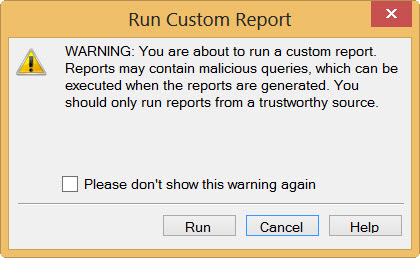 Run Custom Report
WARNING: You are about to run a custom report.
Reports may contain malicious queries, which can be
executed when the reports are generated. You
should only run reports from a trustworthy source.
Please don't show this warning again
Run
Cancel
Help